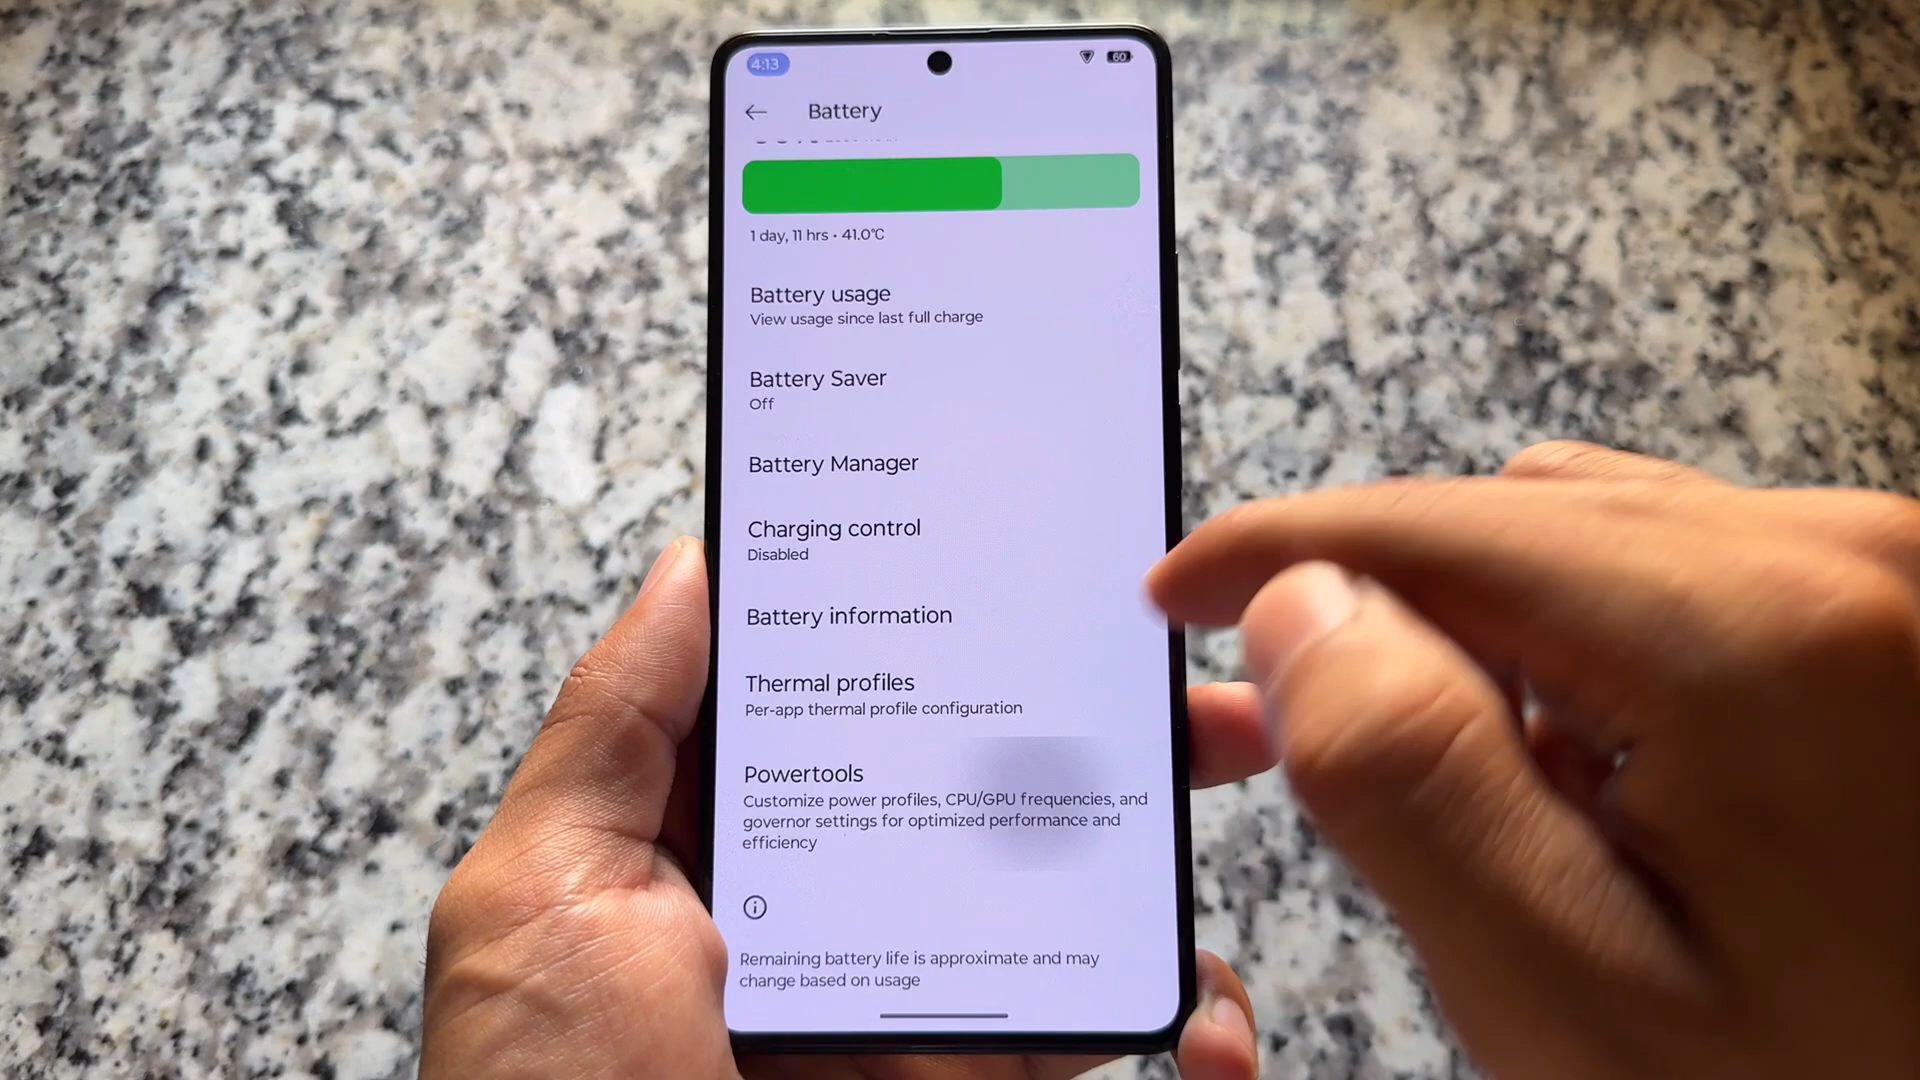 4:13
60
Battery
1 day, 11 hrs • 41.0°C
Battery usage
View usage since last full charge
Battery Saver
Off
Battery Manager
Charging control
Disabled
Battery information
Thermal profiles
Per-app thermal profile configuration
Powertools
Customize power profiles, CPU/GPU frequencies, and
governor settings for optimized performance and
efficiency
Remaining battery life is approximate and may
change based on usage